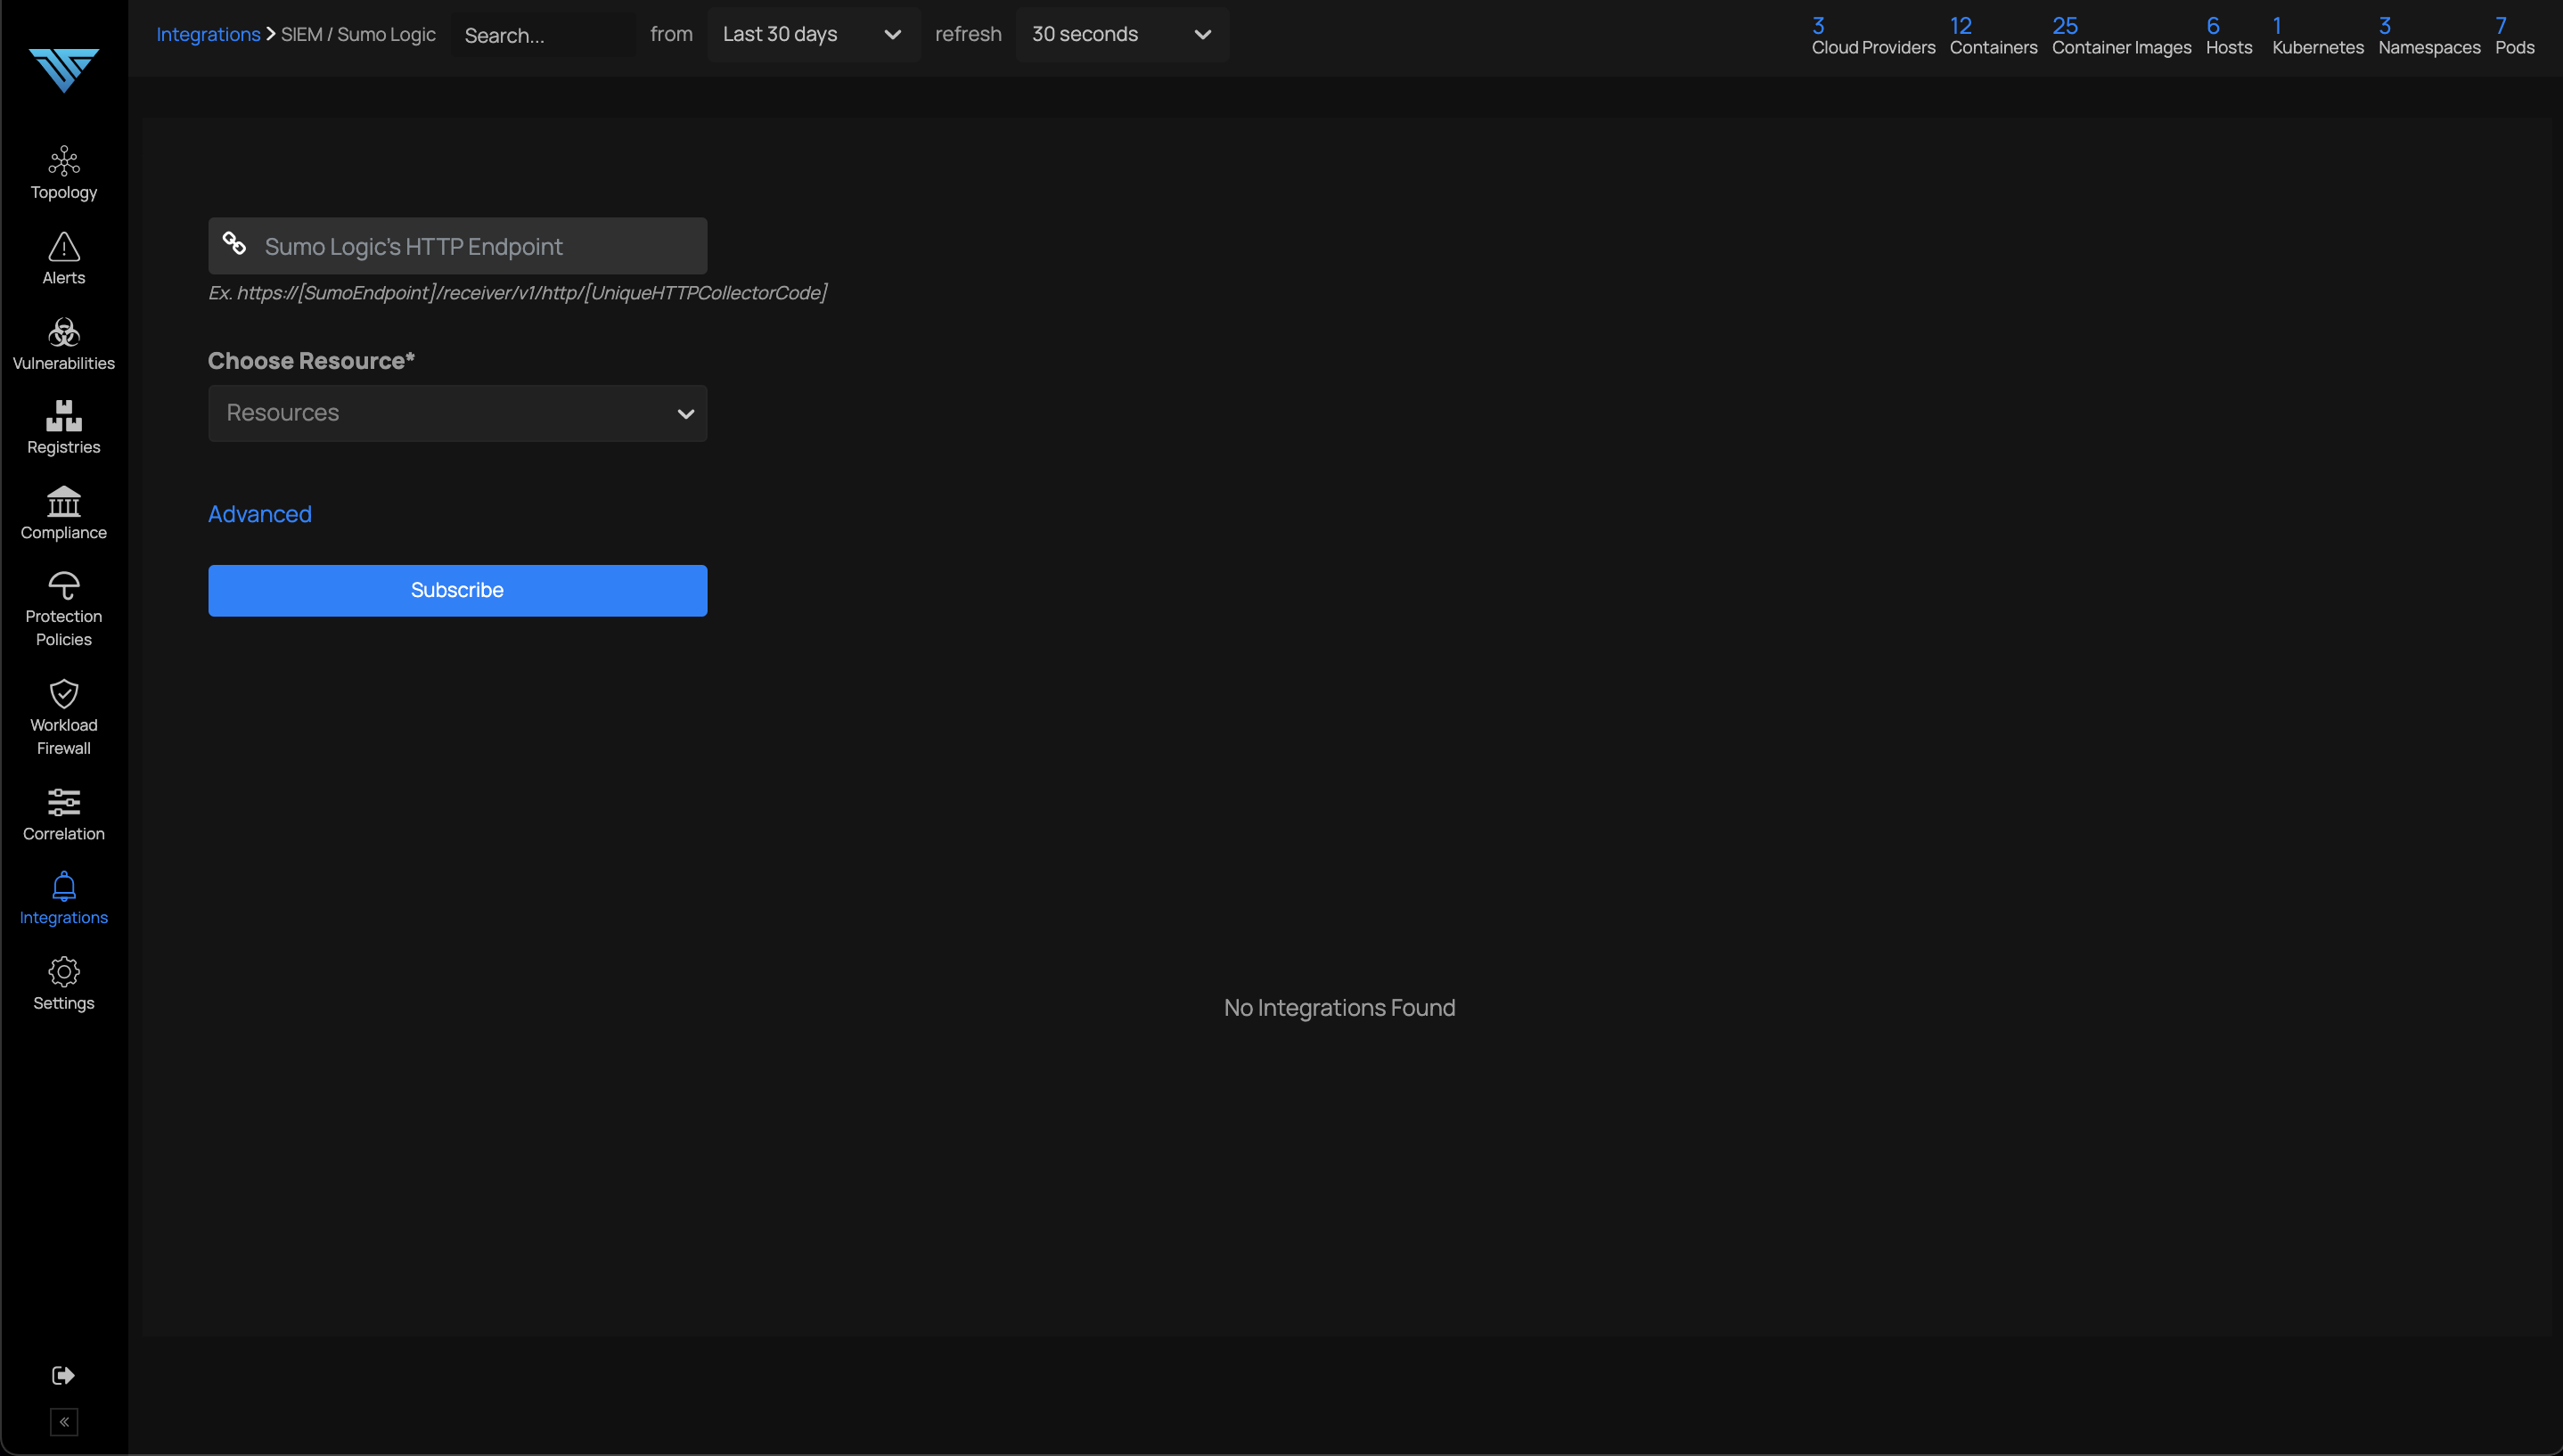 Integrations > SIEM / Sumo Logic Search... from Last 30 days refresh 30 seconds
3 12 25 6 1 3 7
Cloud Providers Containers Container Images Hosts Kubernetes Namespaces Pods
Topology
Alerts
Vulnerabilities
Registries
Compliance
Protection
Policies
Workload
Firewall
Correlation
Integrations
Settings
Sumo Logic's HTTP Endpoint
Ex. https://[SumoEndpoint]/receiver/v1/http/[UniqueHTTPCollectorCode]
Choose Resource*
Resources
Advanced
Subscribe
No Integrations Found